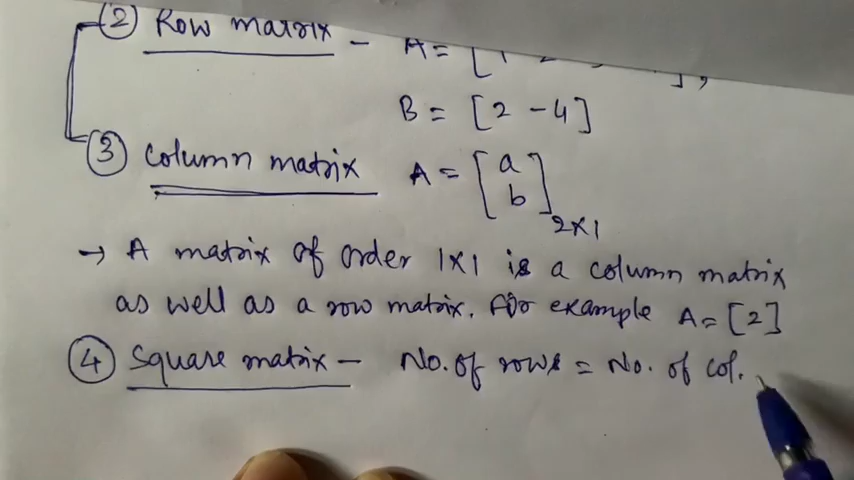 ② Row matrix - A = [1
B = [2 -4]
③ Column matrix A = [a b] 2×1
→ A matrix of order 1×1 is a column matrix
as well as a row matrix. For example A = [2]
④ Square matrix - No. of rows = No. of col.